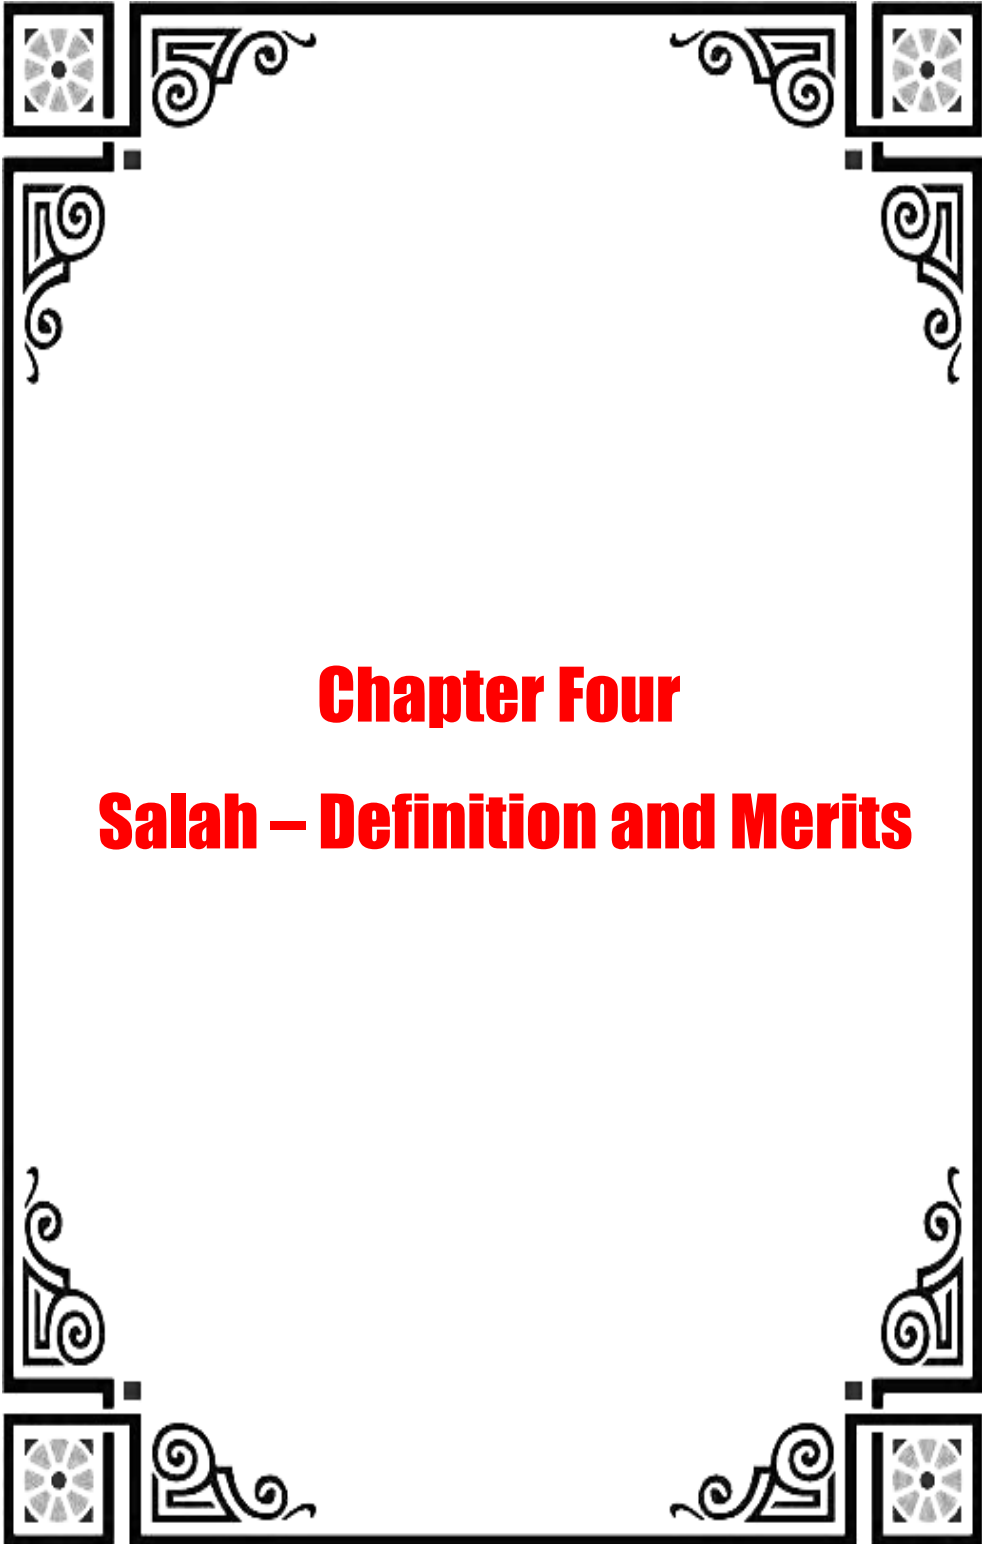 Chapter Four
Salah – Definition and Merits